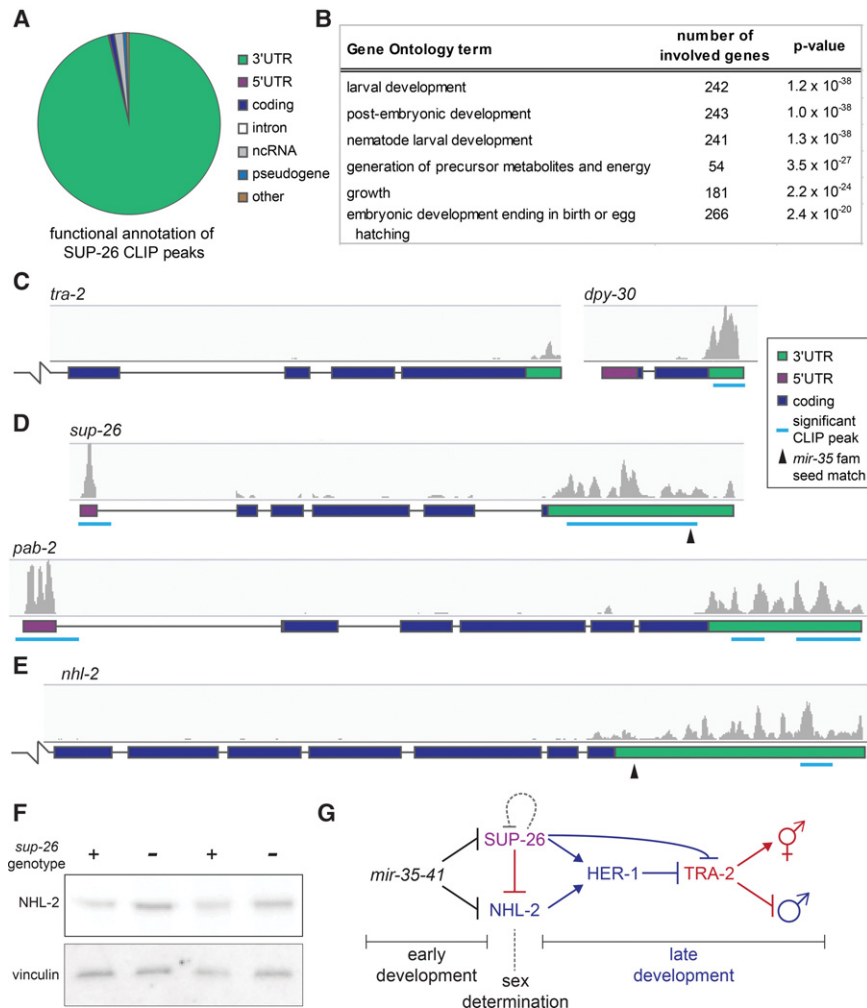 A
3'UTR
5'UTR
coding
intron
ncRNA
pseudogene
other
functional annotation of
SUP-26 CLIP peaks
B
Gene Ontology term number of involved genes p-value
larval development 242 1.2 x 10^-38
post-embryonic development 243 1.0 x 10^-38
nematode larval development 241 1.3 x 10^-38
generation of precursor metabolites and energy 54 3.5 x 10^-27
growth 181 2.2 x 10^-24
embryonic development ending in birth or egg hatching 266 2.4 x 10^-20
C
tra-2
dpy-30
3'UTR
5'UTR
coding
significant
CLIP peak
mir-35 fam
seed match
D
sup-26
pab-2
E
nhl-2
F
sup-26
genotype
+ - + -
NHL-2
vinculin
G
SUP-26
mir-35-41
HER-1
TRA-2
NHL-2
early
development
sex
determination
late
development